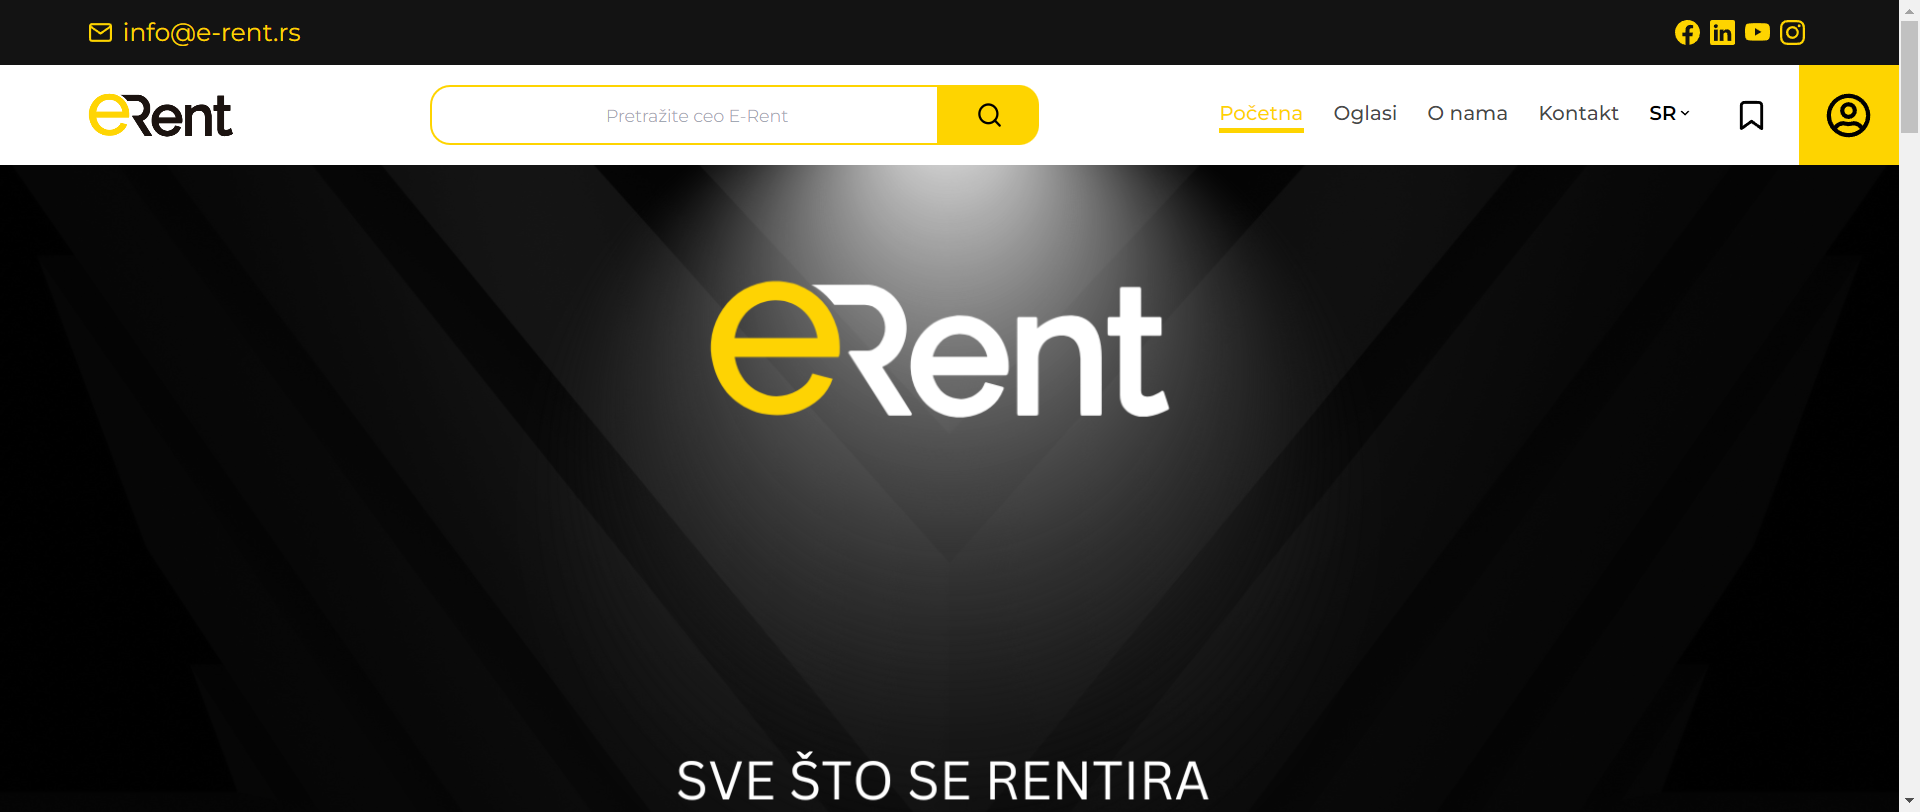 info@e-rent.rs
eRent
Pretražite ceo E-Rent
Početna Oglasi O nama Kontakt SR
eRent
SVE ŠTO SE RENTIRA